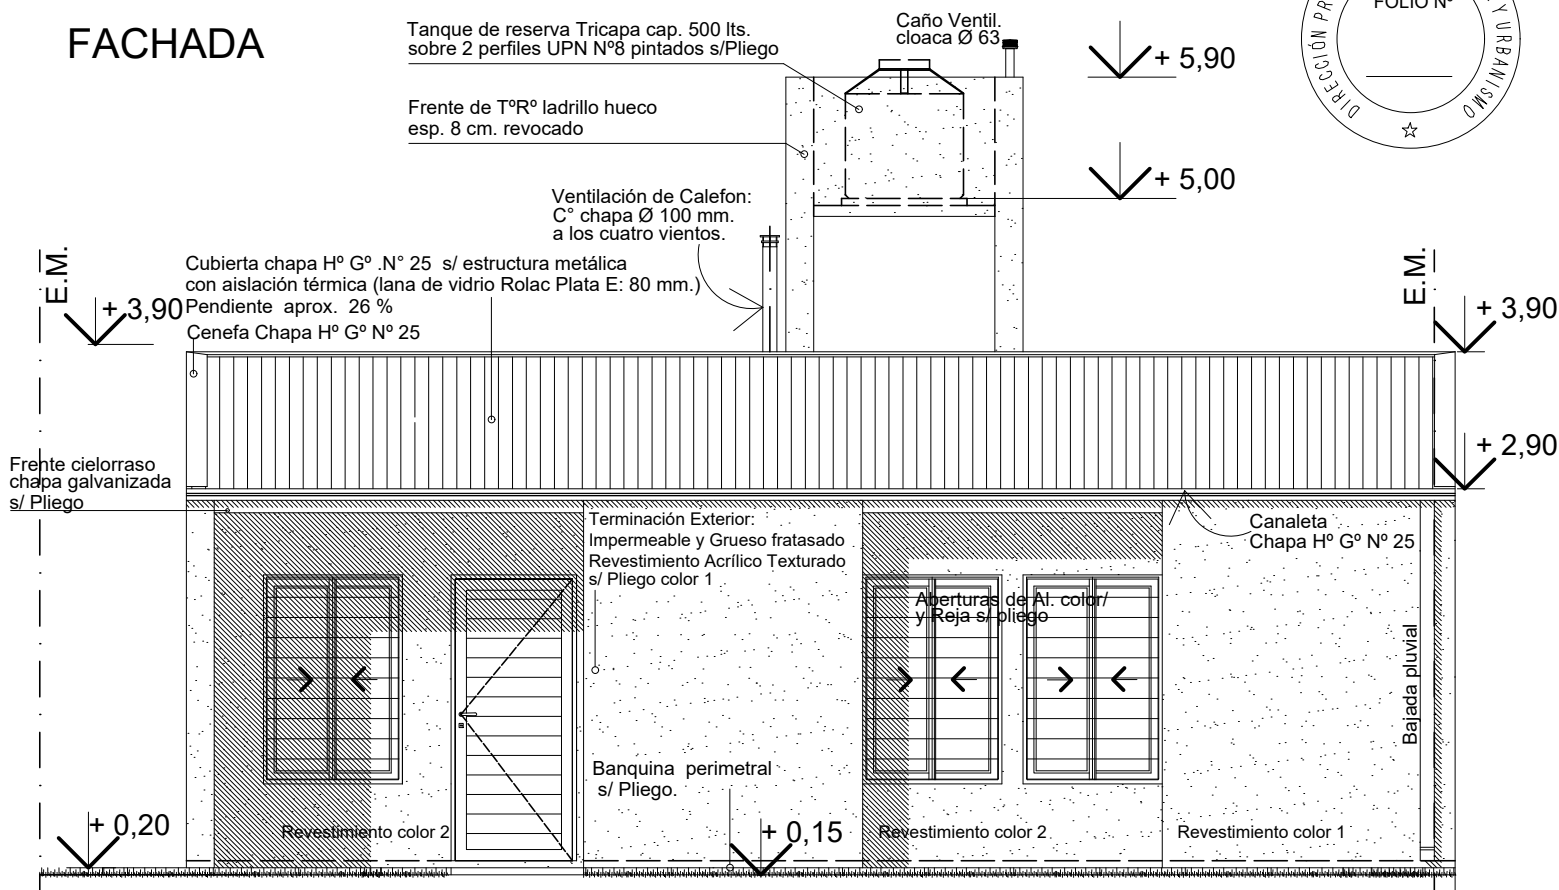 FACHADA
Tanque de reserva Tricapa cap. 500 lts.
sobre 2 perfiles UPN Nº8 pintados s/Pliego
Caño Ventil.
cloaca Ø 63
FOLIO Nº
DIRECCIÓN PR
Y URBANISMO
+ 5,90
Frente de TºRº ladrillo hueco
esp. 8 cm. revocado
+ 5,00
Ventilación de Calefon:
C° chapa Ø 100 mm.
a los cuatro vientos.
E.M.
E.M.
Cubierta chapa Hº Gº .N° 25 s/ estructura metálica
con aislación térmica (lana de vidrio Rolac Plata E: 80 mm.)
Pendiente aprox. 26 %
+ 3,90
+ 3,90
Cenefa Chapa Hº Gº Nº 25
+ 2,90
Frente cielorraso
chapa galvanizada
s/ Pliego
Terminación Exterior:
Impermeable y Grueso fratasado
Revestimiento Acrílico Texturado
s/ Pliego color 1
Canaleta
Chapa Hº Gº Nº 25
Aberturas de Al. color/
y Reja s/ pliego
Bajada pluvial
Banquina perimetral
s/ Pliego.
+ 0,20
Revestimiento color 2
+ 0,15
Revestimiento color 2
Revestimiento color 1